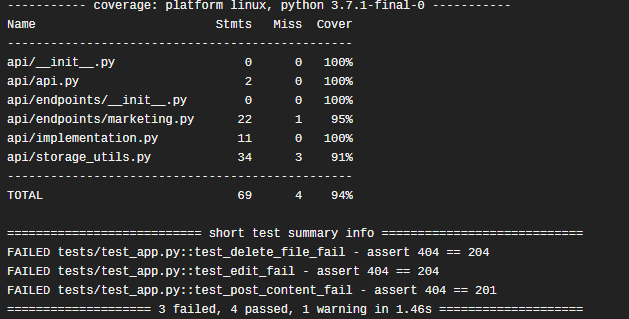 ----------- coverage: platform linux, python 3.7.1-final-0 -----------
Name                         Stmts   Miss  Cover
------------------------------------------------
api/__init__.py                  0      0   100%
api/api.py                       2      0   100%
api/endpoints/__init__.py        0      0   100%
api/endpoints/marketing.py      22      1    95%
api/implementation.py           11      0   100%
api/storage_utils.py            34      3    91%
------------------------------------------------
TOTAL                           69      4    94%
=========================== short test summary info ============================
FAILED tests/test_app.py::test_delete_file_fail - assert 404 == 204
FAILED tests/test_app.py::test_edit_fail - assert 404 == 204
FAILED tests/test_app.py::test_post_content_fail - assert 404 == 201
==================== 3 failed, 4 passed, 1 warning in 1.46s ====================